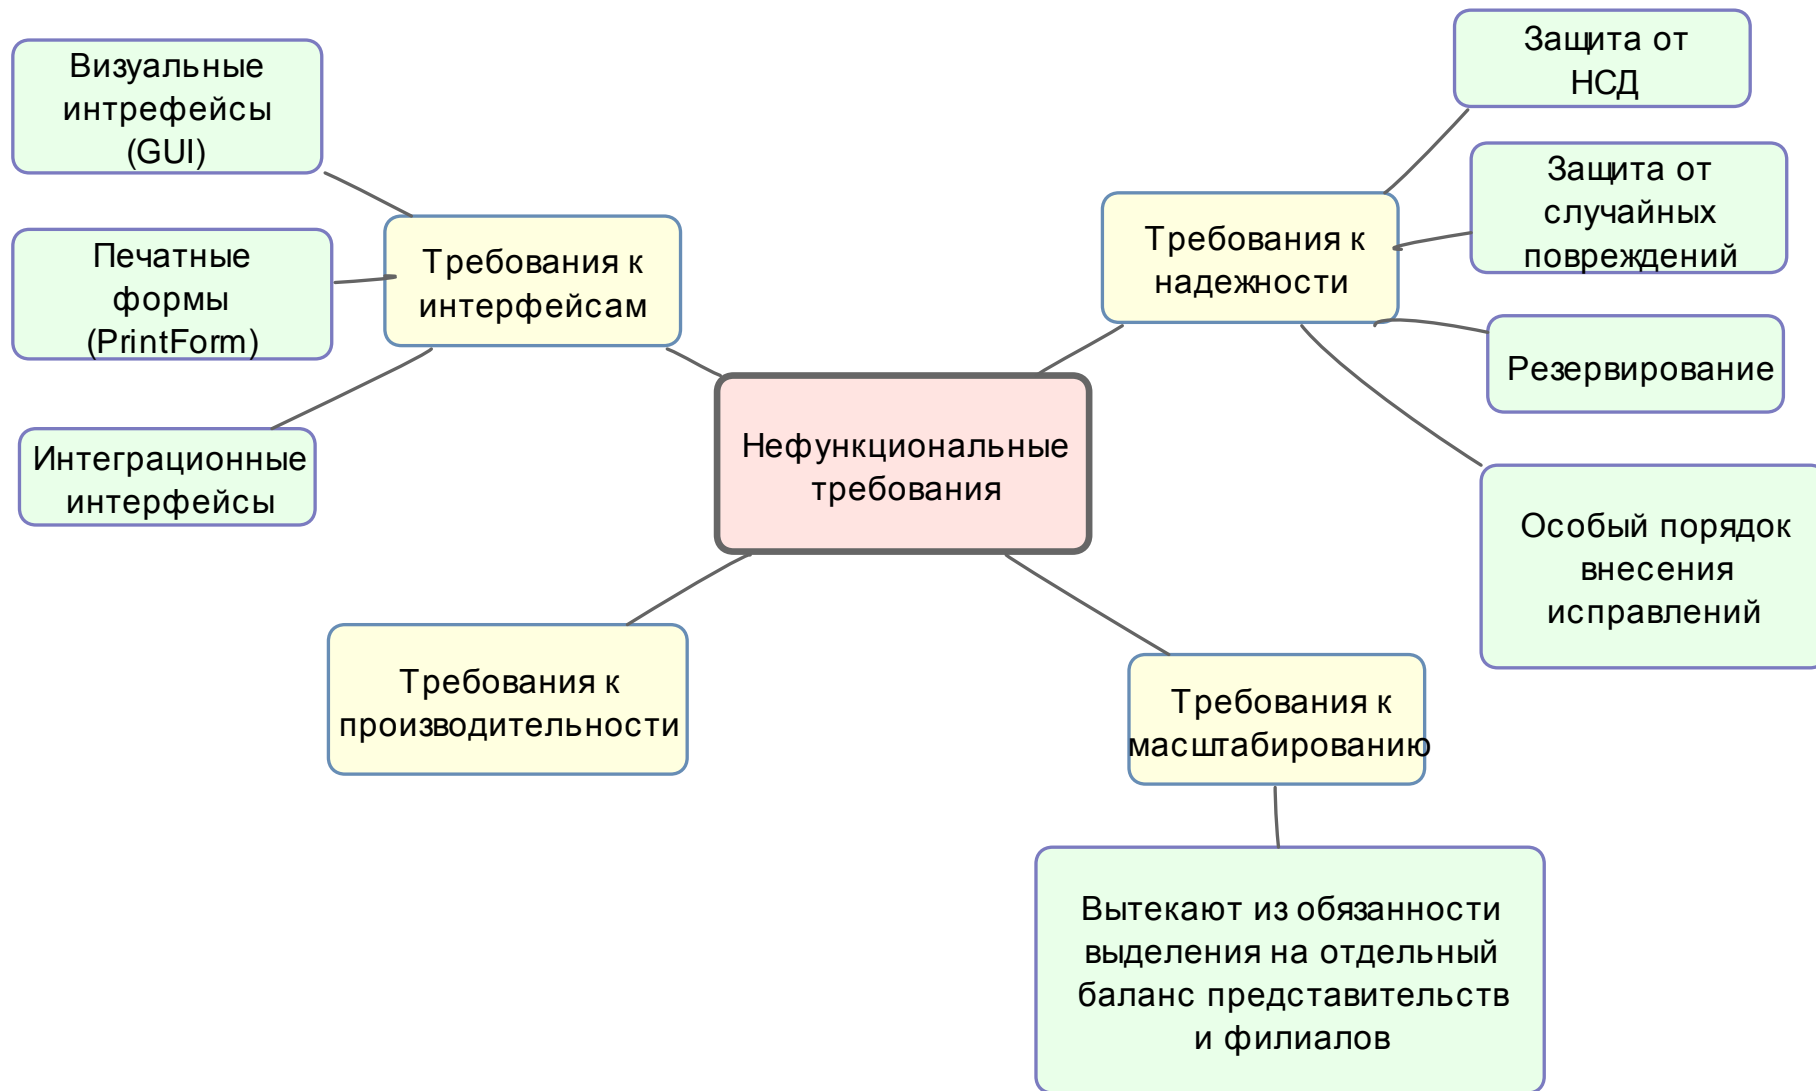 Визуальные
интрефейсы
(GUI)
Печатные
формы
(PrintForm)
Интеграционные
интерфейсы
Требования к
интерфейсам
Нефункциональные
требования
Требования к
надежности
Защита от
НСД
Защита от
случайных
повреждений
Резервирование
Особый порядок
внесения
исправлений
Требования к
производительности
Требования к
масштабированию
Вытекают из обязанности
выделения на отдельный
баланс представительств
и филиалов